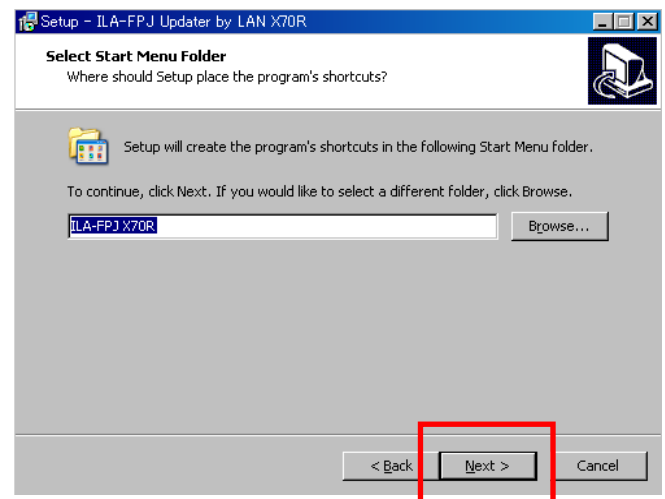 Setup - ILA-FPJ Updater by LAN X70R
Select Start Menu Folder
Where should Setup place the program's shortcuts?
Setup will create the program's shortcuts in the following Start Menu folder.
To continue, click Next. If you would like to select a different folder, click Browse.
ILA-FPJ X70R
Browse...
< Back
Next >
Cancel